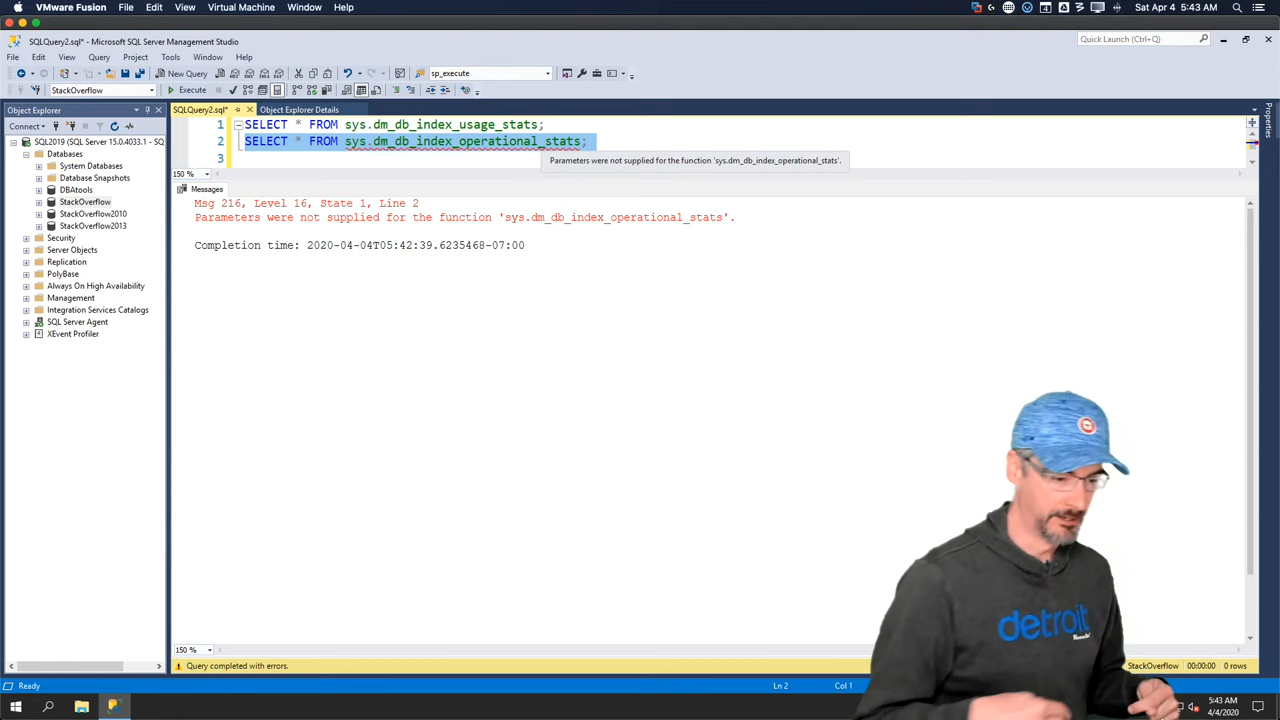 VMware Fusion File Edit View Virtual Machine Window Help
4 Sat Apr 4 5:43 AM
SQLQuery2.sql* - Microsoft SQL Server Management Studio
Quick Launch (Ctrl+Q)
File Edit View Query Project Tools Window Help
New Query
sp_execute
StackOverflow
Execute
Object Explorer
SQLQuery2.sql*
Object Explorer Details
Properties
Connect
SQL2019 (SQL Server 15.0.4033.1 - SQ
Databases
System Databases
Database Snapshots
DBAtools
StackOverflow
StackOverflow2010
StackOverflow2013
Security
Server Objects
Replication
PolyBase
Always On High Availability
Management
Integration Services Catalogs
SQL Server Agent
XEvent Profiler
1 SELECT * FROM sys.dm_db_index_usage_stats;
2 SELECT * FROM sys.dm_db_index_operational_stats;
3
Parameters were not supplied for the function 'sys.dm_db_index_operational_stats'.
150 %
Messages
Msg 216, Level 16, State 1, Line 2
Parameters were not supplied for the function 'sys.dm_db_index_operational_stats'.
Completion time: 2020-04-04T05:42:39.6235468-07:00
detroit
150 %
Query completed with errors.
StackOverflow 00:00:00 0 rows
Ready
Ln 2
Col 1
5:43 AM
4/4/2020